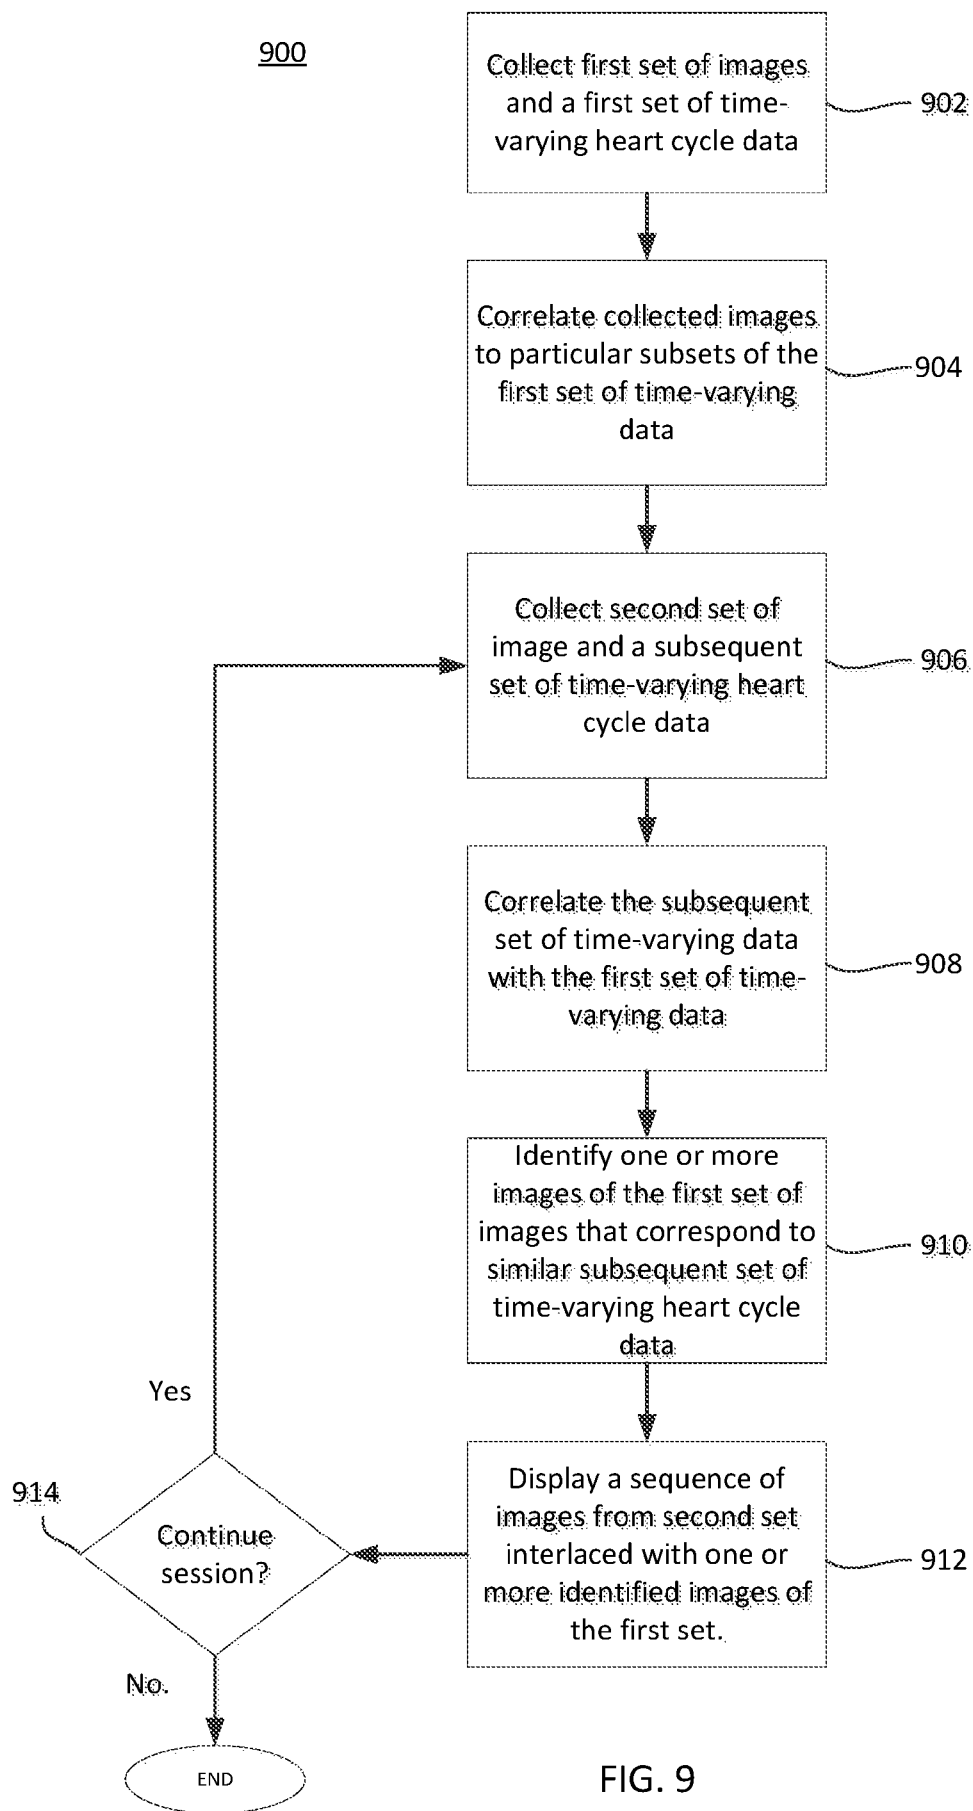 900
Collect first set of images
and a first set of time-
varying heart cycle data
902
Correlate collected images
to particular subsets of the
first set of time-varying
data
904
Collect second set of
image and a subsequent
set of time-varying heart
cycle data
906
Correlate the subsequent
set of time-varying data
with the first set of time-
varying data
908
Identify one or more
images of the first set of
images that correspond to
similar subsequent set of
time-varying heart cycle
data
910
Display a sequence of
images from second set
interlaced with one or
more identified images of
the first set.
912
Yes
914
Continue
session?
No.
END
FIG. 9